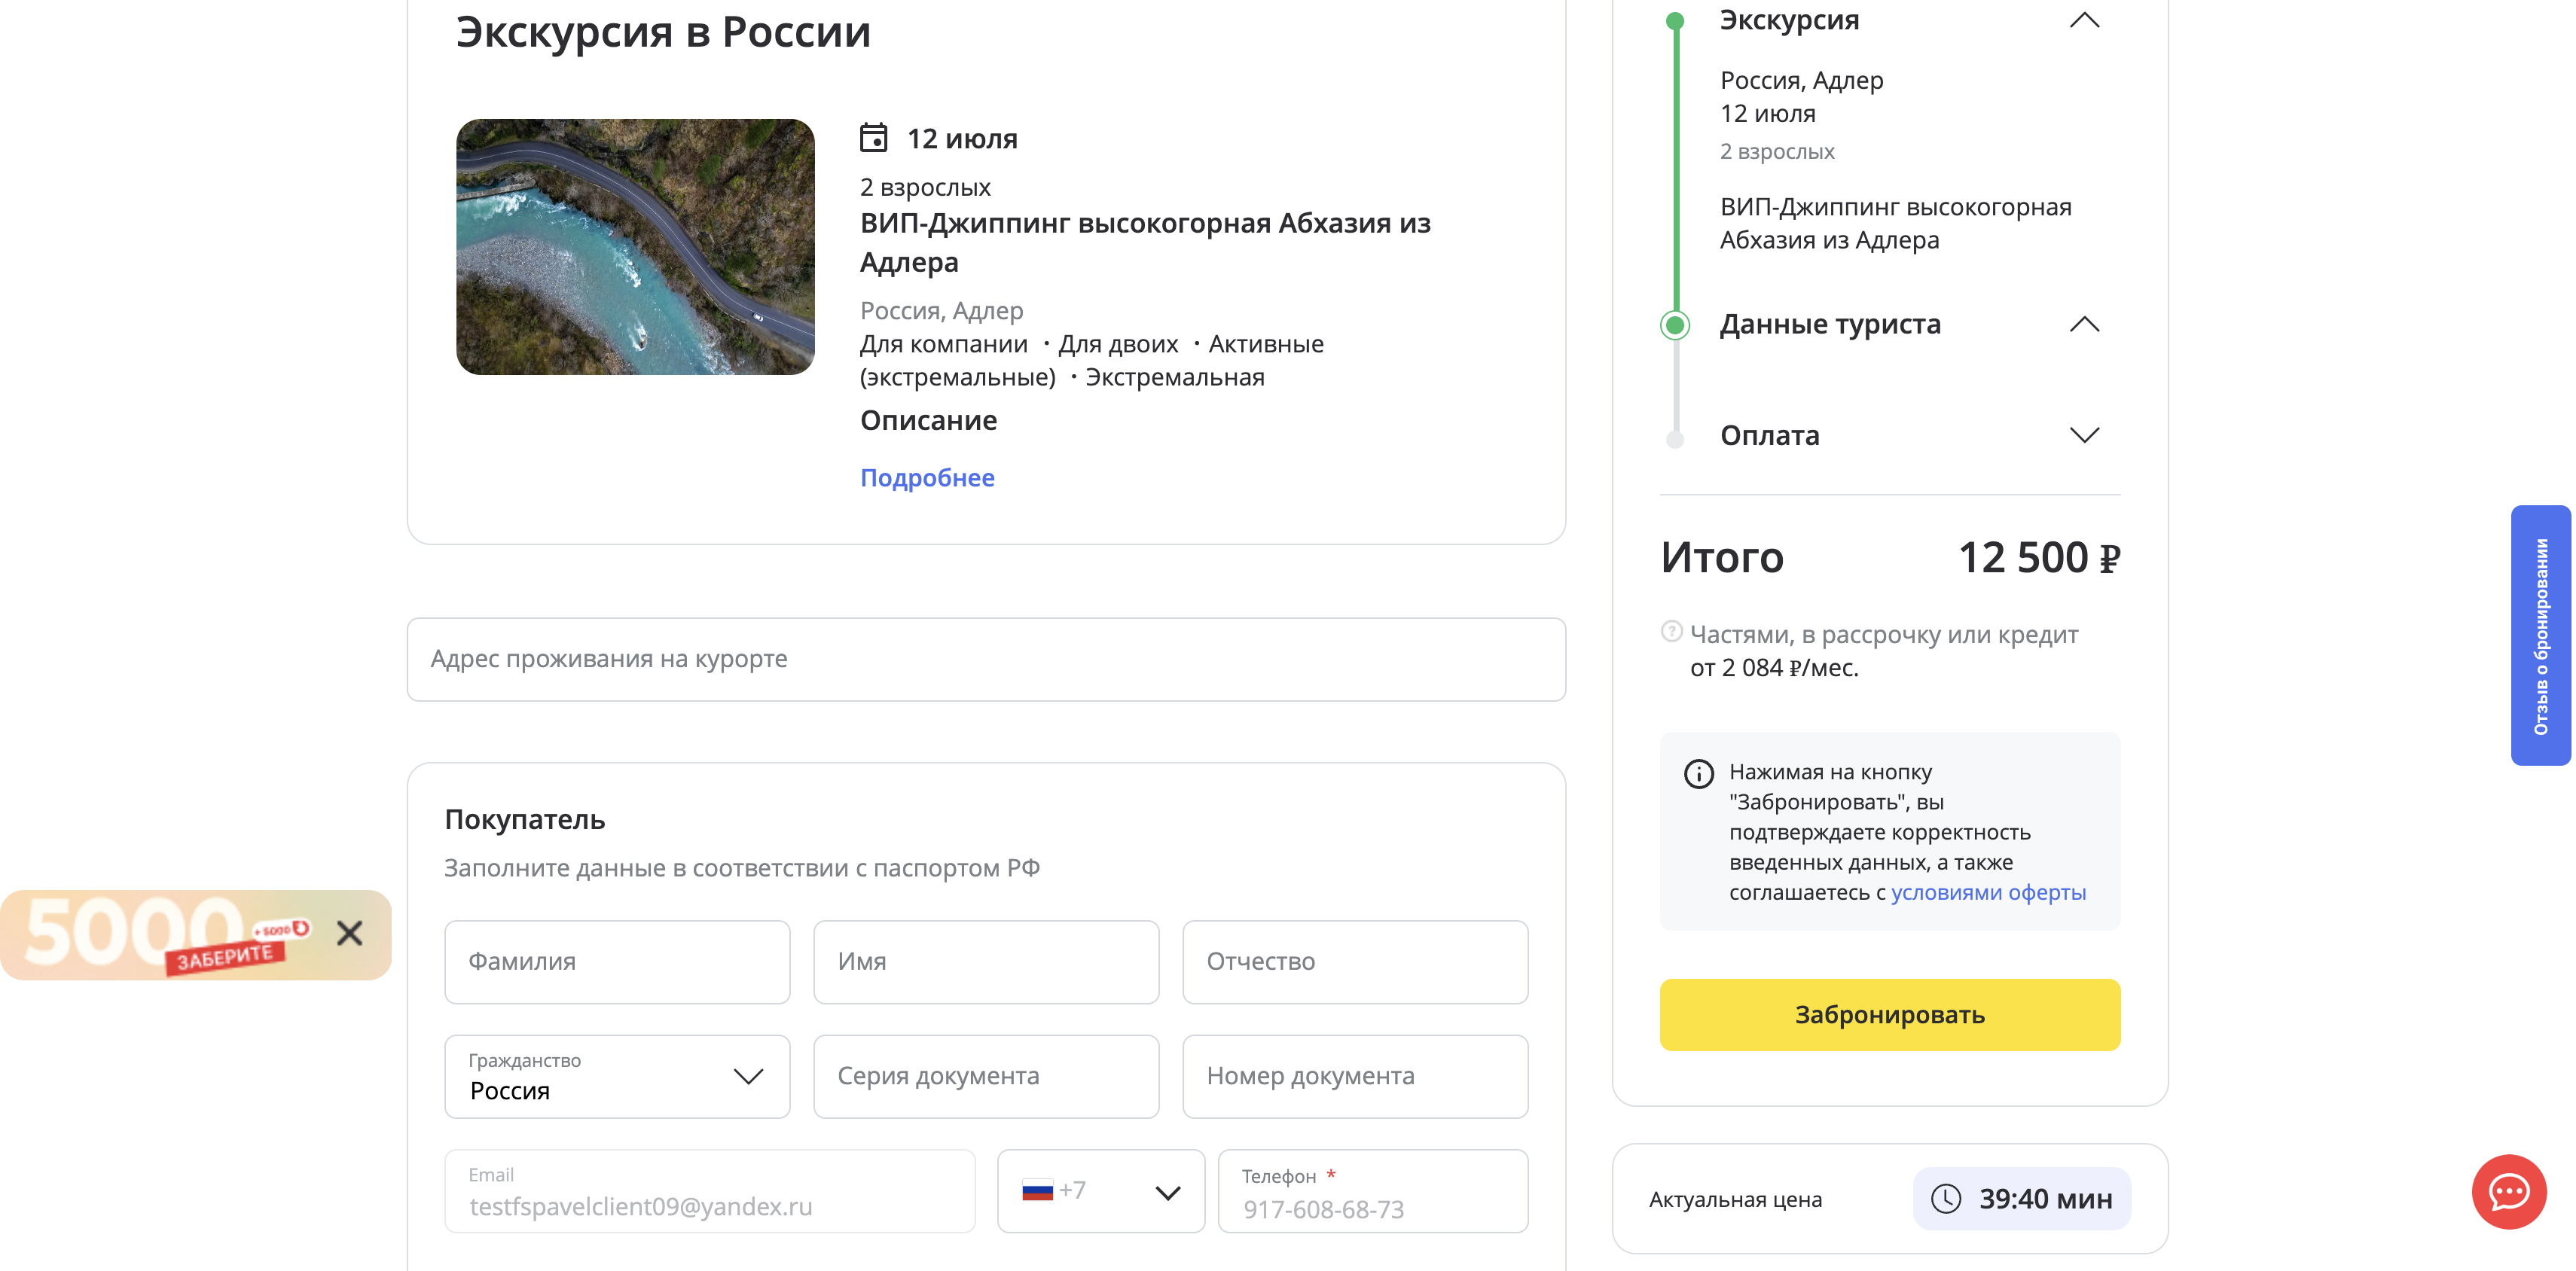 Экскурсия в России
12 июля
2 взрослых
ВИП-Джиппинг высокогорная Абхазия из
Адлера
Россия, Адлер
Для компании · Для двоих · Активные
(экстремальные) · Экстремальная
Описание
Подробнее
Адрес проживания на курорте
Покупатель
Заполните данные в соответствии с паспортом РФ
Фамилия
Имя
Отчество
Гражданство
Россия
Серия документа
Номер документа
Email
testfspavelclient09@yandex.ru
+7
Телефон *
917-608-68-73
5000
+ 5000
ЗАБЕРИТЕ
Экскурсия
Россия, Адлер
12 июля
2 взрослых
ВИП-Джиппинг высокогорная
Абхазия из Адлера
Данные туриста
Оплата
Итого 12 500 ₽
? Частями, в рассрочку или кредит
от 2 084 ₽/мес.
Нажимая на кнопку
"Забронировать", вы
подтверждаете корректность
введенных данных, а также
соглашаетесь с условиями оферты
Забронировать
Актуальная цена 39:40 мин
Отзыв о бронировании